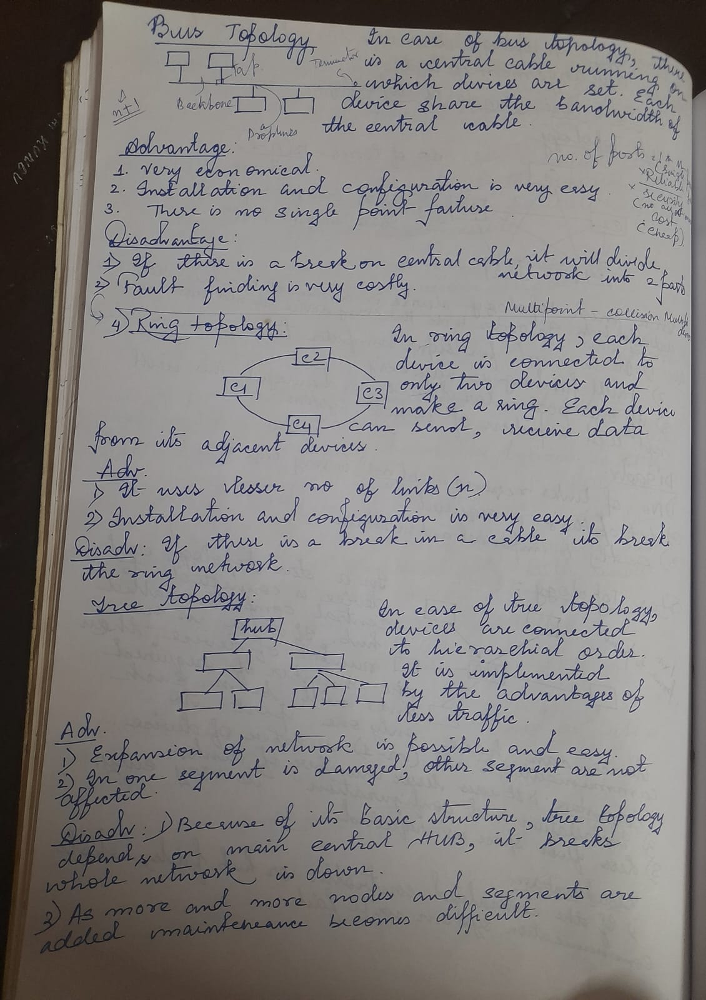 Bus Topology
In case of bus topology, there
is a central cable running on
which devices are set. Each
device share the bandwidth of
the central cable.
tap
Terminator
Backbone
n+1
Droplines
Advantage:
1. very economical.
2. Installation and configuration is very easy
3. There is no single point failure
no. of ports
Reliable
security
cost
(cheap)
Disadvantage:
1) If there is a break on central cable, it will divide
network into 2 parts
2) Fault finding is very costly.
Multipoint - collision
4) Ring topology:
In ring topology, each
device is connected to
only two devices and
make a ring. Each device
can send, recieve data
from its adjacent devices.
C2
C1
C3
C4
Adv.
1) It uses lesser no of links (n)
2) Installation and configuration is very easy.
Disadv: If there is a break in a cable its break
the ring network.
Tree topology:
In case of tree topology,
devices are connected
to hierarchial order.
It is implemented
by the advantages of
less traffic.
hub
Adv.
1) Expansion of network is possible and easy.
2) In one segment is damaged, other segment are not
affected.
Disadv: 1) Because of its basic structure, tree topology
depends on main central HUB, it breaks
whole network is down.
2) As more and more nodes and segments are
added mainteneance becomes difficult.